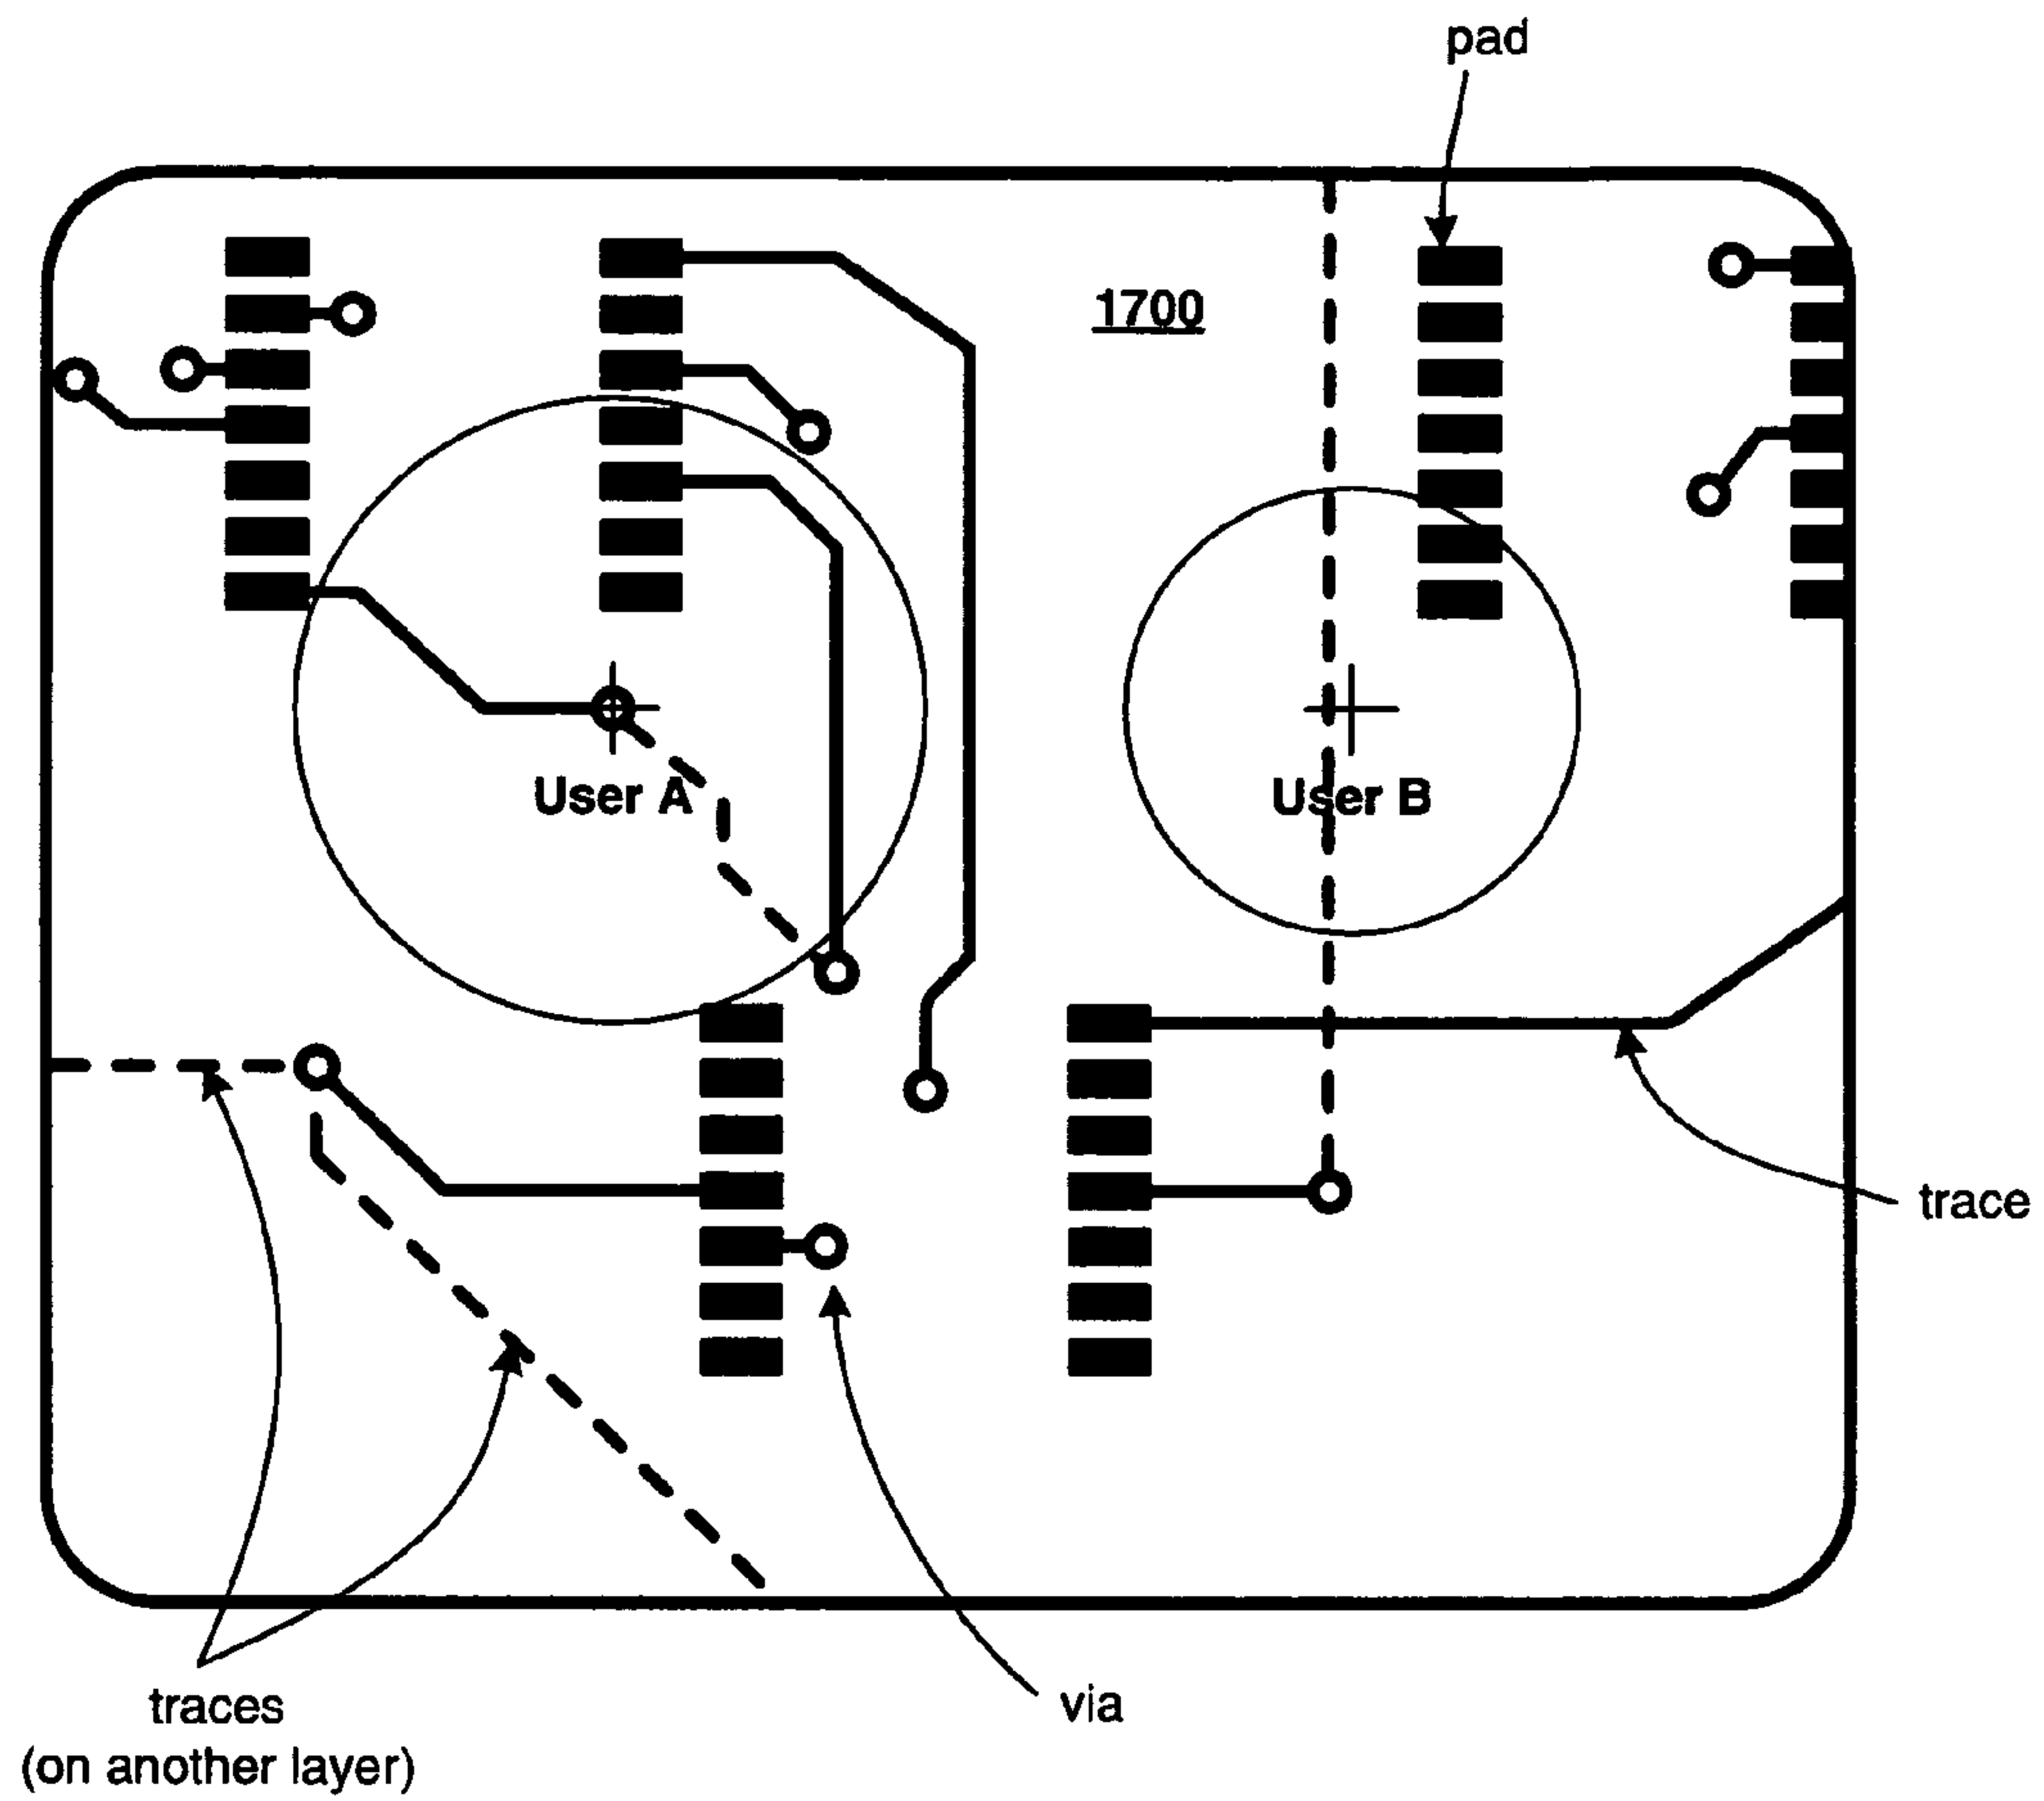 pad
1700
User A
User B
trace
traces
(on another layer)
via